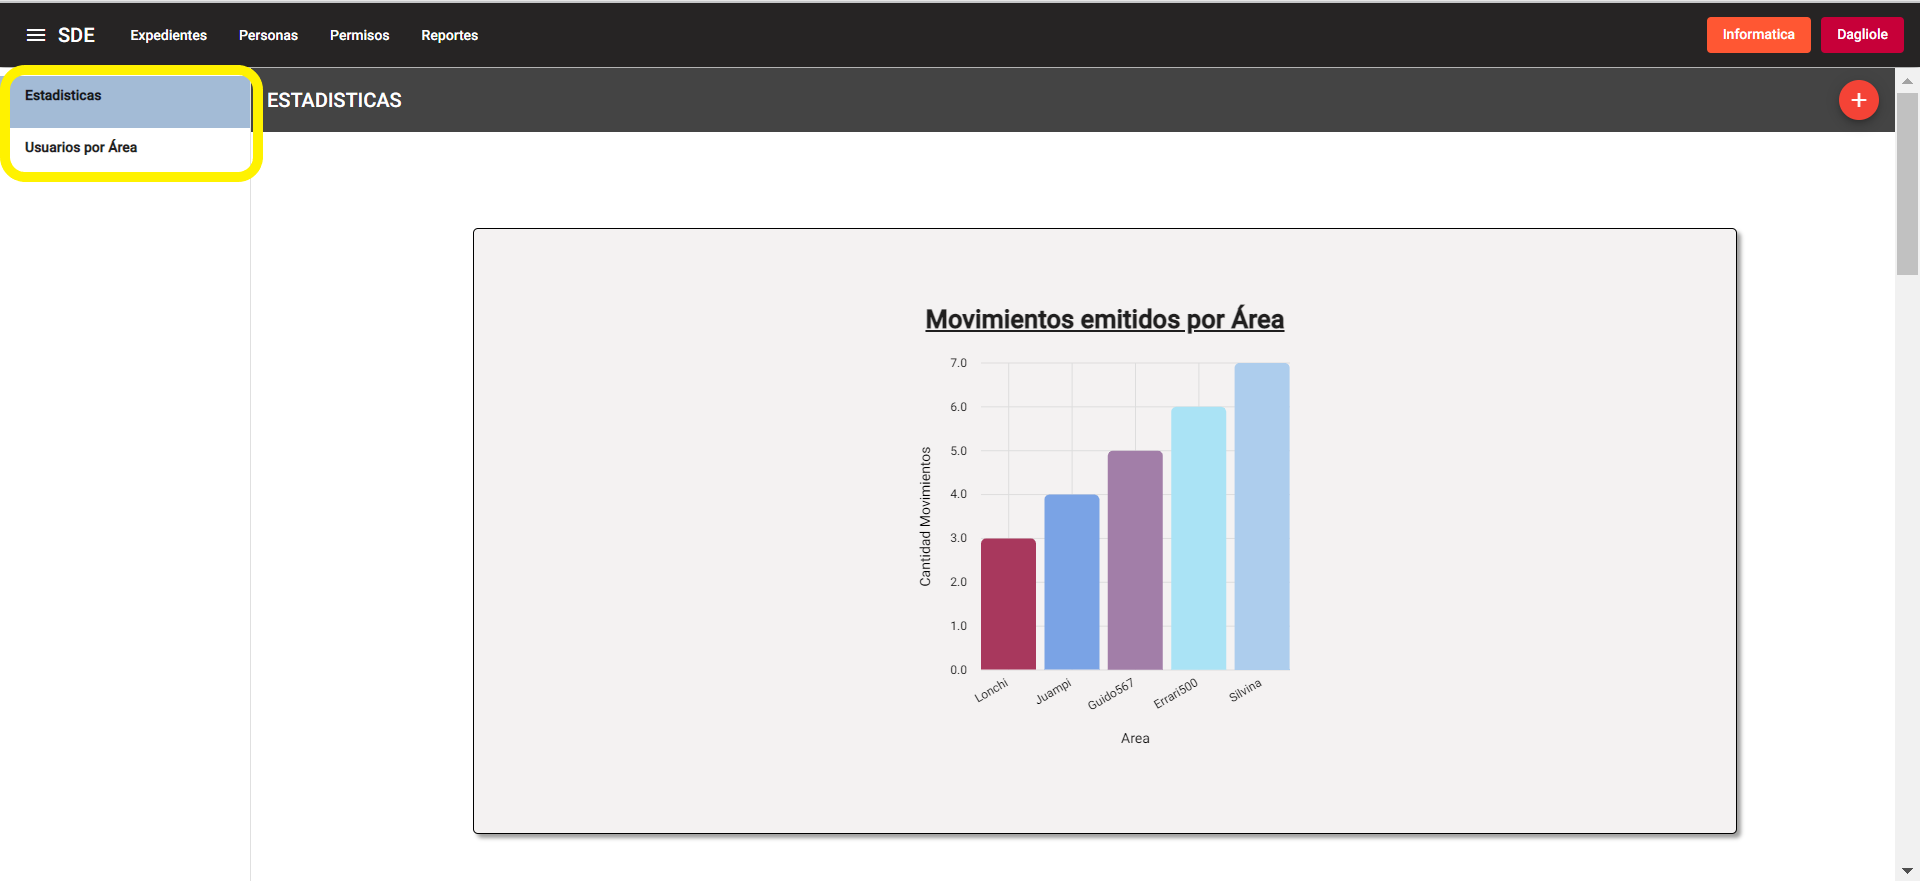 SDE Expedientes Personas Permisos Reportes Informatica Dagliole
Estadisticas
Usuarios por Área
ESTADISTICAS
+
Movimientos emitidos por Área
Cantidad Movimientos
7.0
6.0
5.0
4.0
3.0
2.0
1.0
0.0
Lonchi Juampi Guido567 Errari500 Silvina
Area